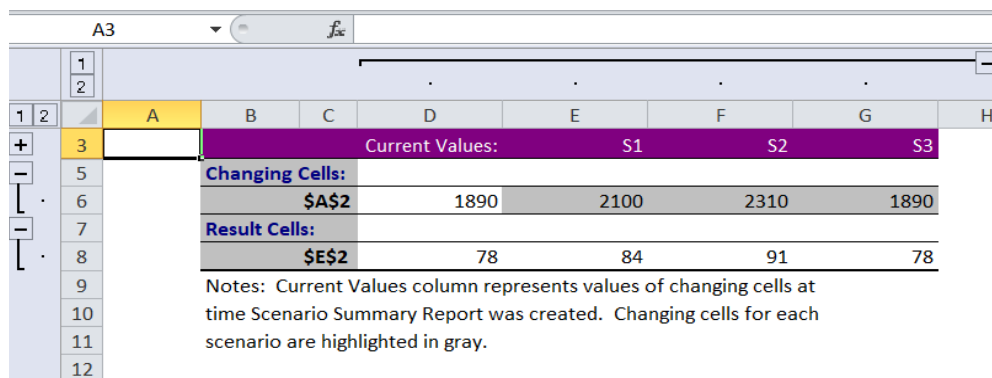 A3 fx
1
2
1 2 A B C D E F G H
3 Current Values: S1 S2 S3
5 Changing Cells:
6 $A$2 1890 2100 2310 1890
7 Result Cells:
8 $E$2 78 84 91 78
9 Notes: Current Values column represents values of changing cells at
10 time Scenario Summary Report was created. Changing cells for each
11 scenario are highlighted in gray.
12